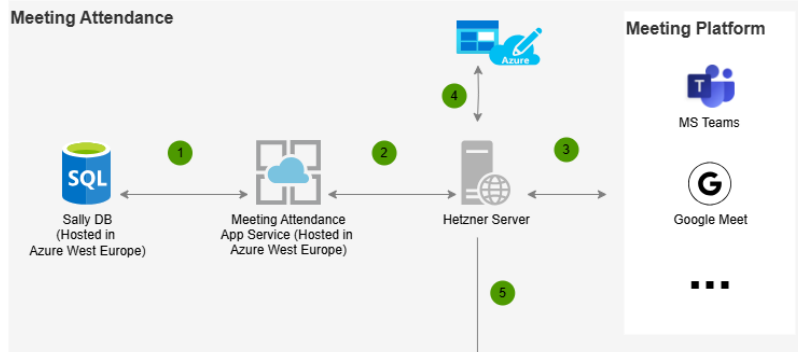 Meeting Attendance
Meeting Platform
Azure
4
MS Teams
T
1
2
3
SQL
G
Sally DB
(Hosted in
Azure West Europe)
Meeting Attendance
App Service (Hosted in
Azure West Europe)
Hetzner Server
Google Meet
5
...